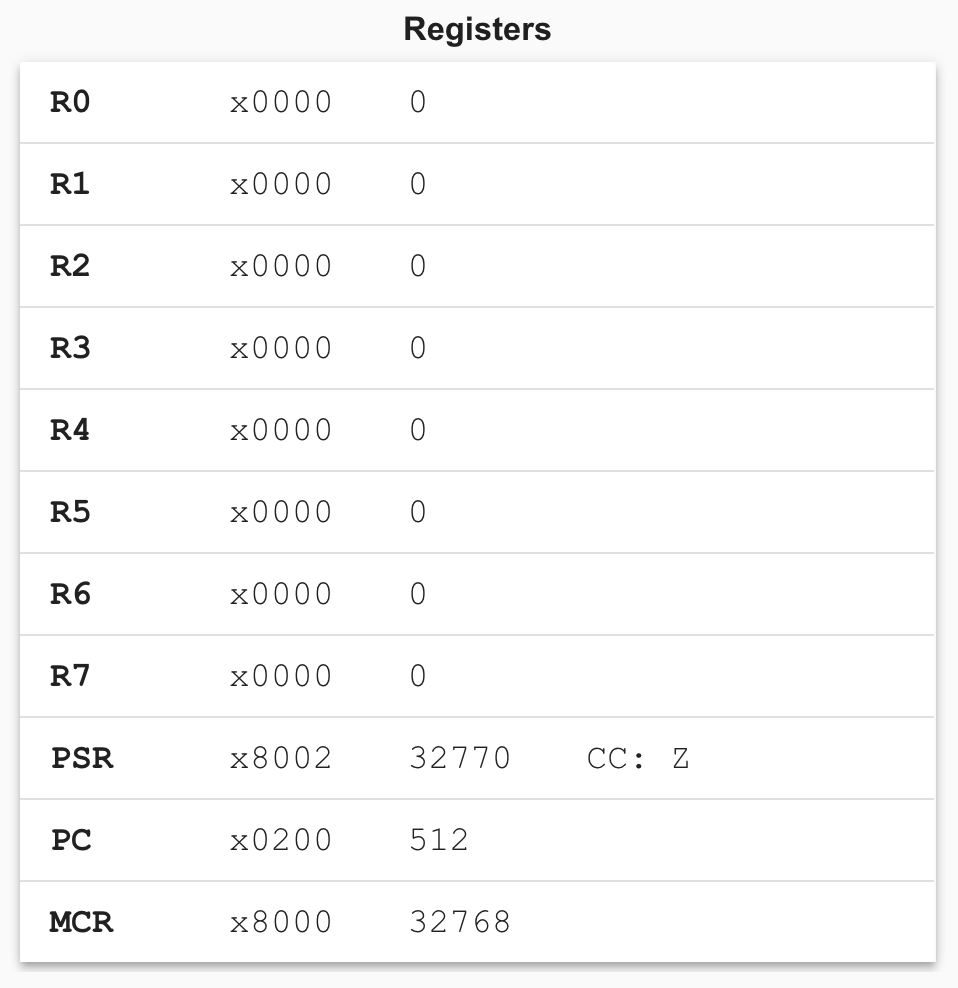 Registers
R0 x0000 0
R1 x0000 0
R2 x0000 0
R3 x0000 0
R4 x0000 0
R5 x0000 0
R6 x0000 0
R7 x0000 0
PSR x8002 32770 CC: Z
PC x0200 512
MCR x8000 32768